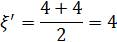 ξ′ = (4 + 4)/2 = 4